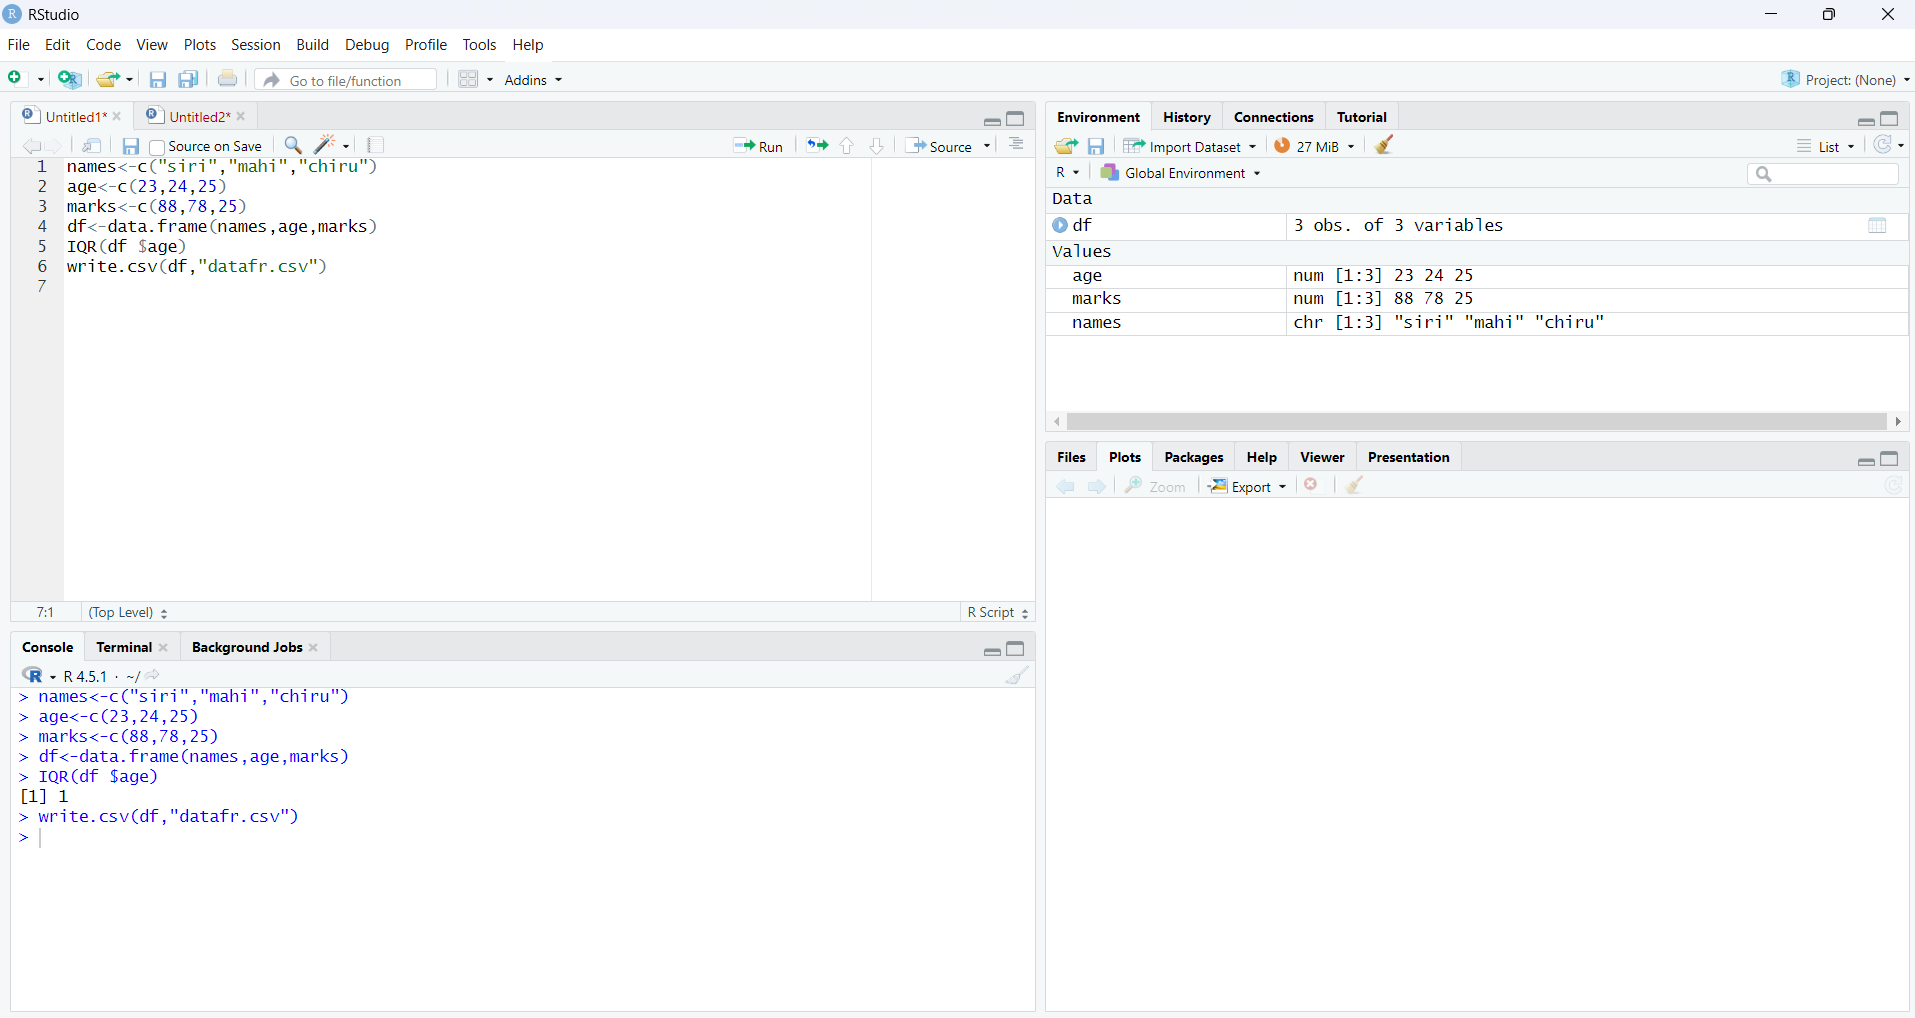 RStudio
File Edit Code View Plots Session Build Debug Profile Tools Help
Go to file/function Addins Project: (None)
Untitled1* Untitled2*
Source on Save Run Source
1 names<-c("siri","mahi","chiru")
2 age<-c(23,24,25)
3 marks<-c(88,78,25)
4 df<-data.frame(names,age,marks)
5 IQR(df $age)
6 write.csv(df,"datafr.csv")
7
7:1 (Top Level) R Script
Console Terminal Background Jobs
R 4.5.1 · ~/
> names<-c("siri","mahi","chiru")
> age<-c(23,24,25)
> marks<-c(88,78,25)
> df<-data.frame(names,age,marks)
> IQR(df $age)
[1] 1
> write.csv(df,"datafr.csv")
>
Environment History Connections Tutorial
Import Dataset 27 MiB List
R Global Environment
Data
df 3 obs. of 3 variables
Values
age num [1:3] 23 24 25
marks num [1:3] 88 78 25
names chr [1:3] "siri" "mahi" "chiru"
Files Plots Packages Help Viewer Presentation
Zoom Export